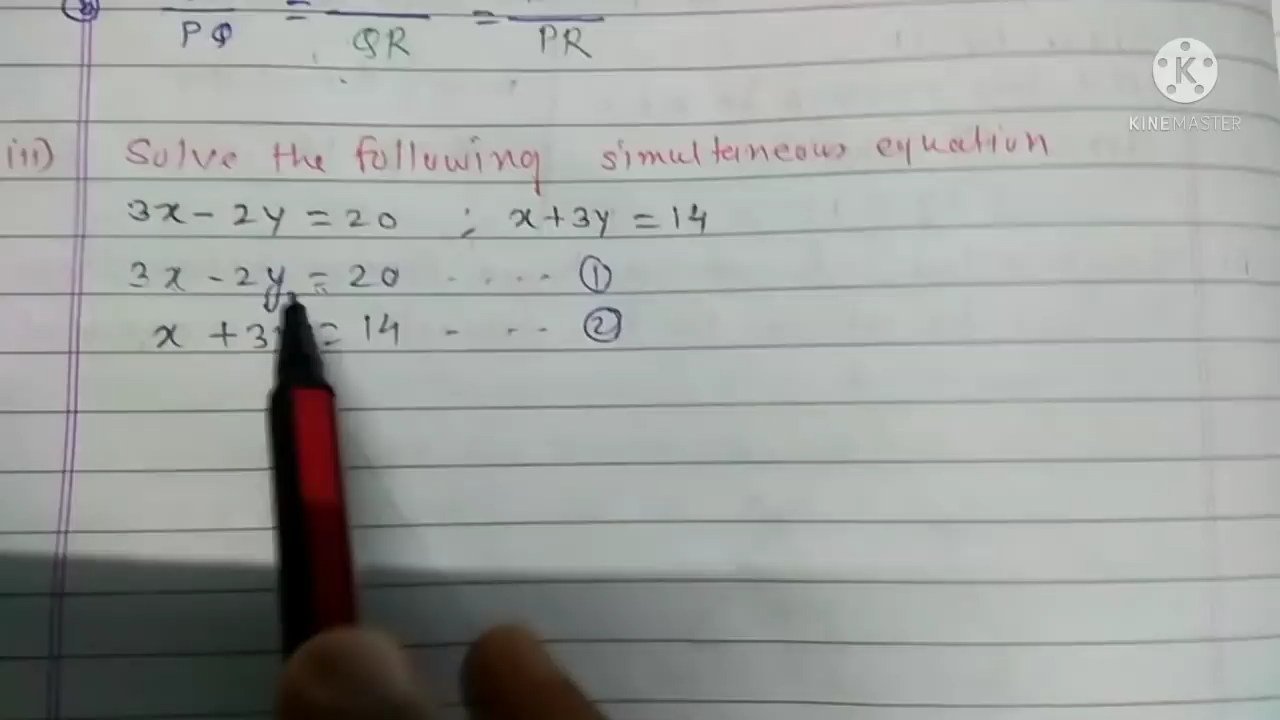 PQ = QR = PR
K
KINEMASTER
iii) Solve the following simultaneous equation
3x - 2y = 20 ; x + 3y = 14
3x - 2y = 20 - - - - ①
x + 3y = 14 - - - ②